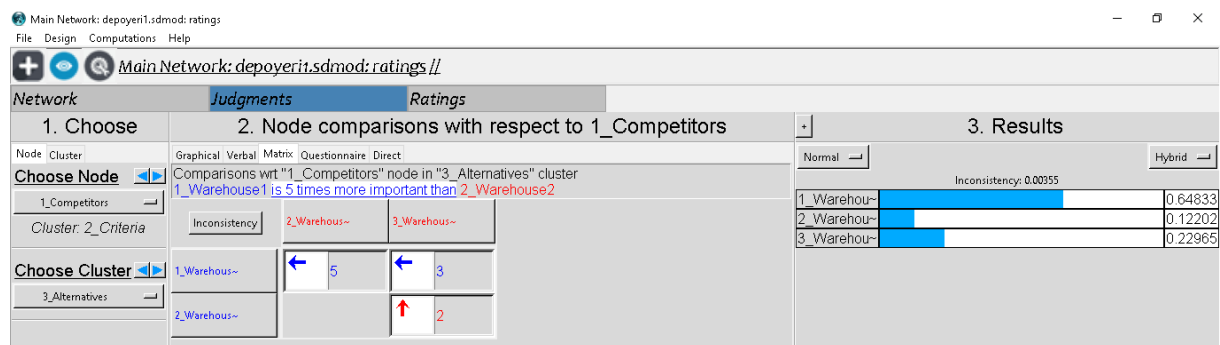 Main Network: depoyeri1.sdmod: ratings
File Design Computations Help
Main Network: depoyeri1.sdmod: ratings //
Network Judgments Ratings
1. Choose 2. Node comparisons with respect to 1_Competitors + 3. Results
Node Cluster Graphical Verbal Matrix Questionnaire Direct Normal Hybrid
Choose Node Comparisons wrt "1_Competitors" node in "3_Alternatives" cluster
1_Warehouse1 is 5 times more important than 2_Warehouse2
Inconsistency: 0.00355
1_Competitors
Cluster: 2_Criteria
Inconsistency 2_Warehous~ 3_Warehous~
1_Warehou~ 0.64833
2_Warehou~ 0.12202
3_Warehou~ 0.22965
Choose Cluster 1_Warehous~ 5 3
3_Alternatives
2_Warehous~ 2